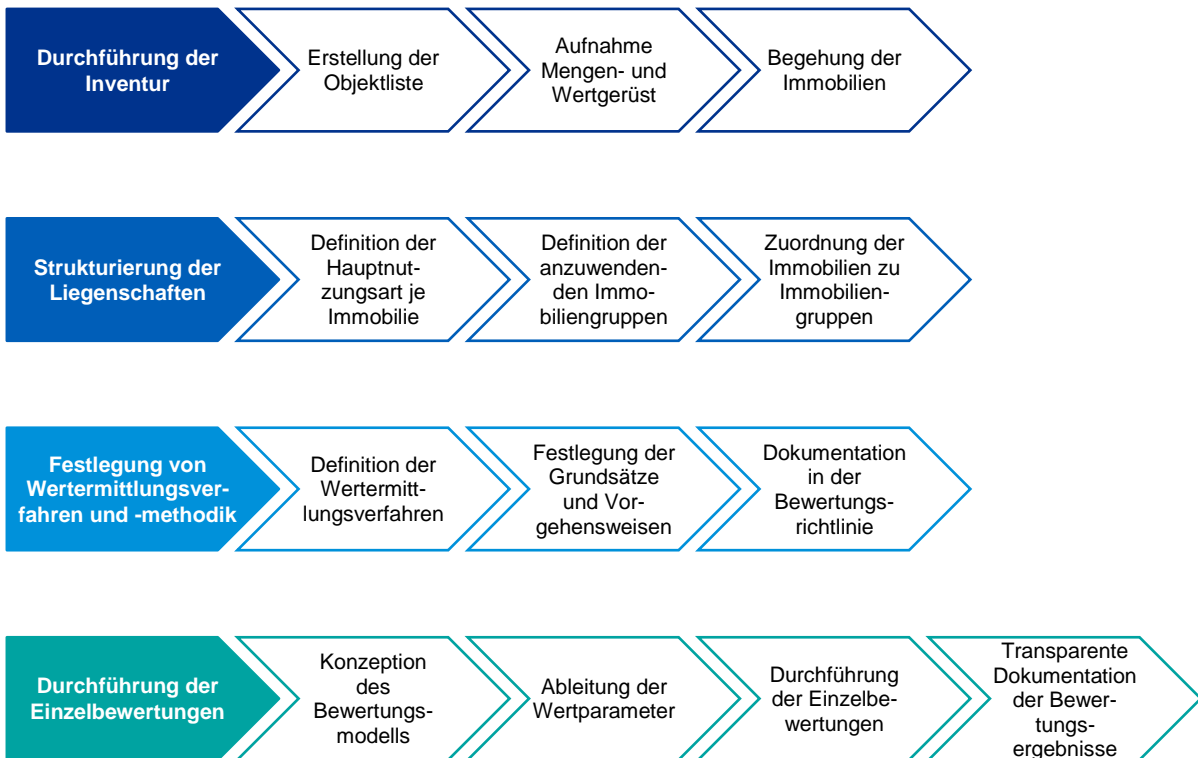 Durchführung der
Inventur
Erstellung der
Objektliste
Aufnahme
Mengen- und
Wertgerüst
Begehung der
Immobilien
Strukturierung der
Liegenschaften
Definition der
Hauptnut-
zungsart je
Immobilie
Definition der
anzuwenden-
den Immo-
biliengruppen
Zuordnung der
Immobilien zu
Immobilien-
gruppen
Festlegung von
Wertermittlungsver-
fahren und -methodik
Definition der
Wertermitt-
lungsverfahren
Festlegung der
Grundsätze
und Vor-
gehensweisen
Dokumentation
in der
Bewertungs-
richtlinie
Durchführung der
Einzelbewertungen
Konzeption
des
Bewertungs-
modells
Ableitung der
Wertparameter
Durchführung
der Einzelbe-
wertungen
Transparente
Dokumentation
der Bewer-
tungs-
ergebnisse